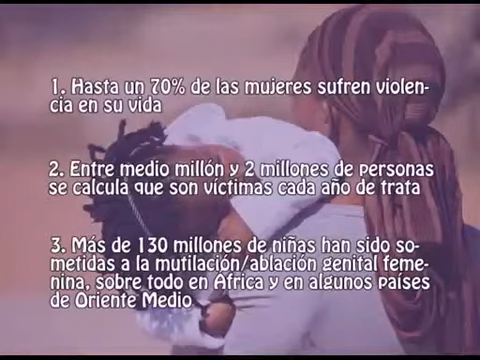 1. Hasta un 70% de las mujeres sufren violen-
cia en su vida
2. Entre medio millón y 2 millones de personas
se calcula que son víctimas cada año de trata
3. Más de 130 millones de niñas han sido so-
metidas a la mutilación/ablación genital feme-
nina, sobre todo en África y en algunos países
de Oriente Medio